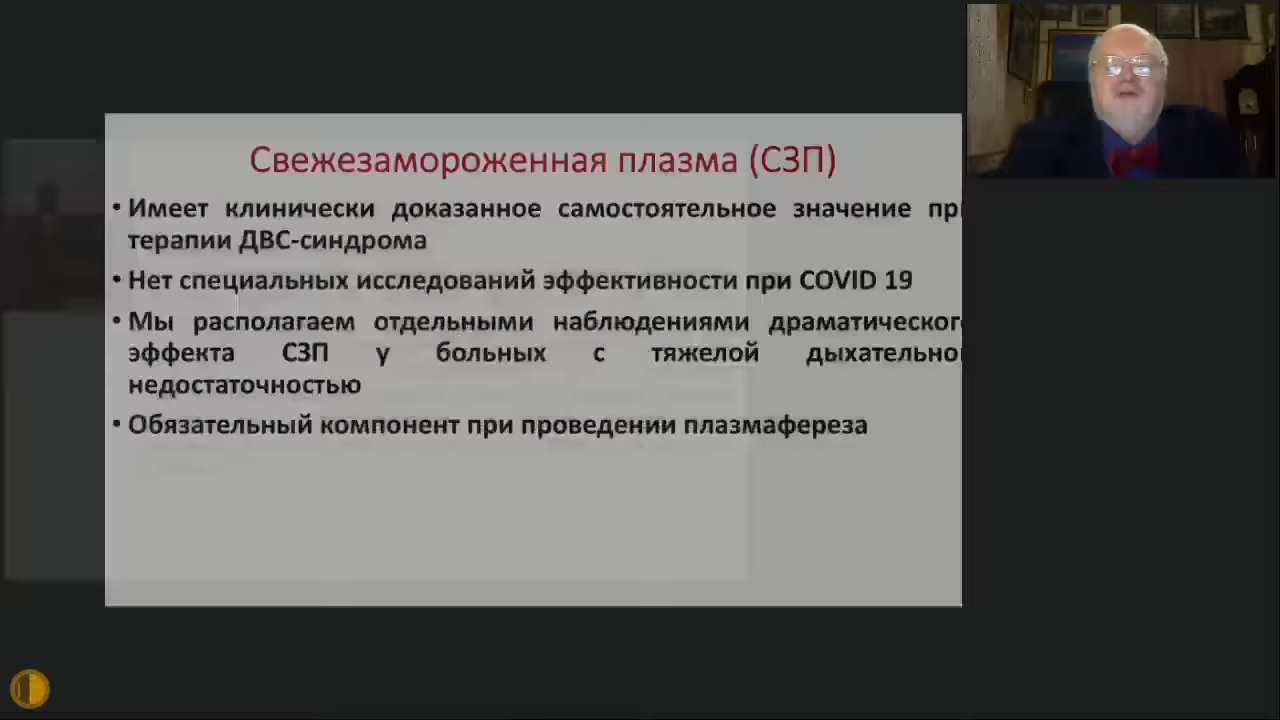 Свежезамороженная плазма (СЗП)
• Имеет клинически доказанное самостоятельное значение пр
терапии ДВС-синдрома
• Нет специальных исследований эффективности при COVID 19
• Мы располагаем отдельными наблюдениями драматического
эффекта СЗП у больных с тяжелой дыхательно
недостаточностью
• Обязательный компонент при проведении плазмафереза